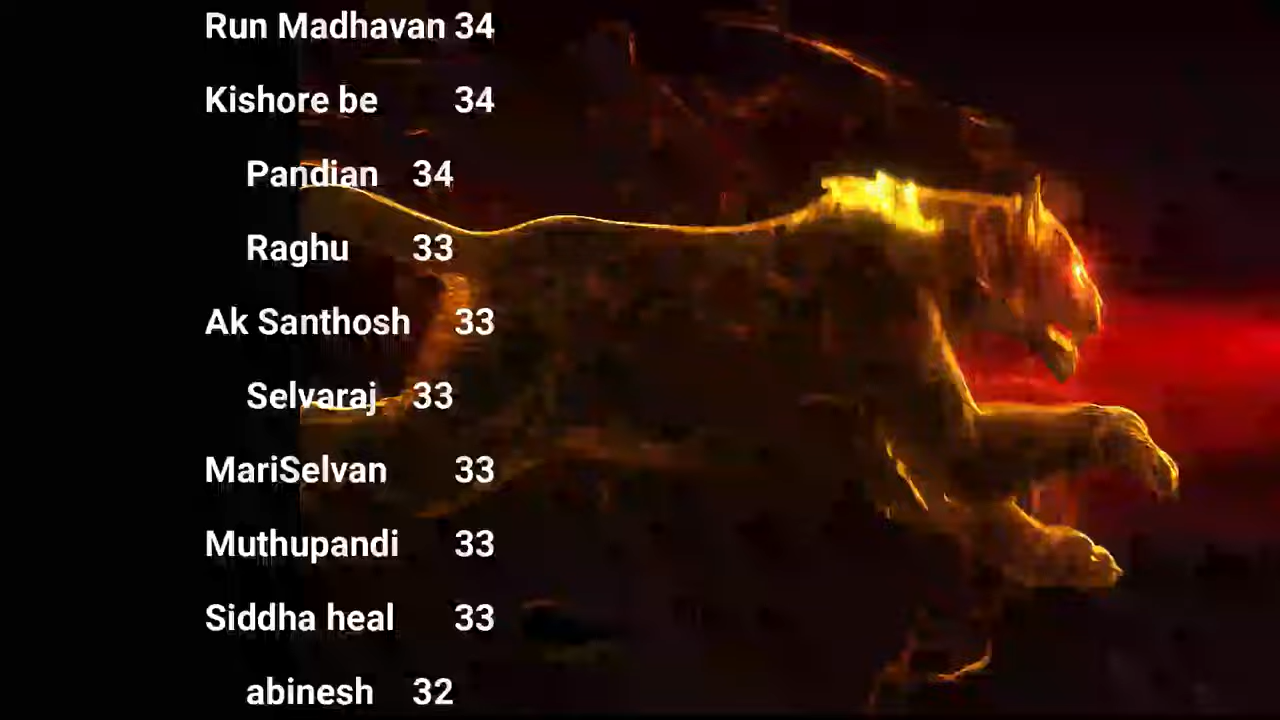 Run Madhavan 34
Kishore be 34
Pandian 34
Raghu 33
Ak Santhosh 33
Selvaraj 33
MariSelvan 33
Muthupandi 33
Siddha heal 33
abinesh 32